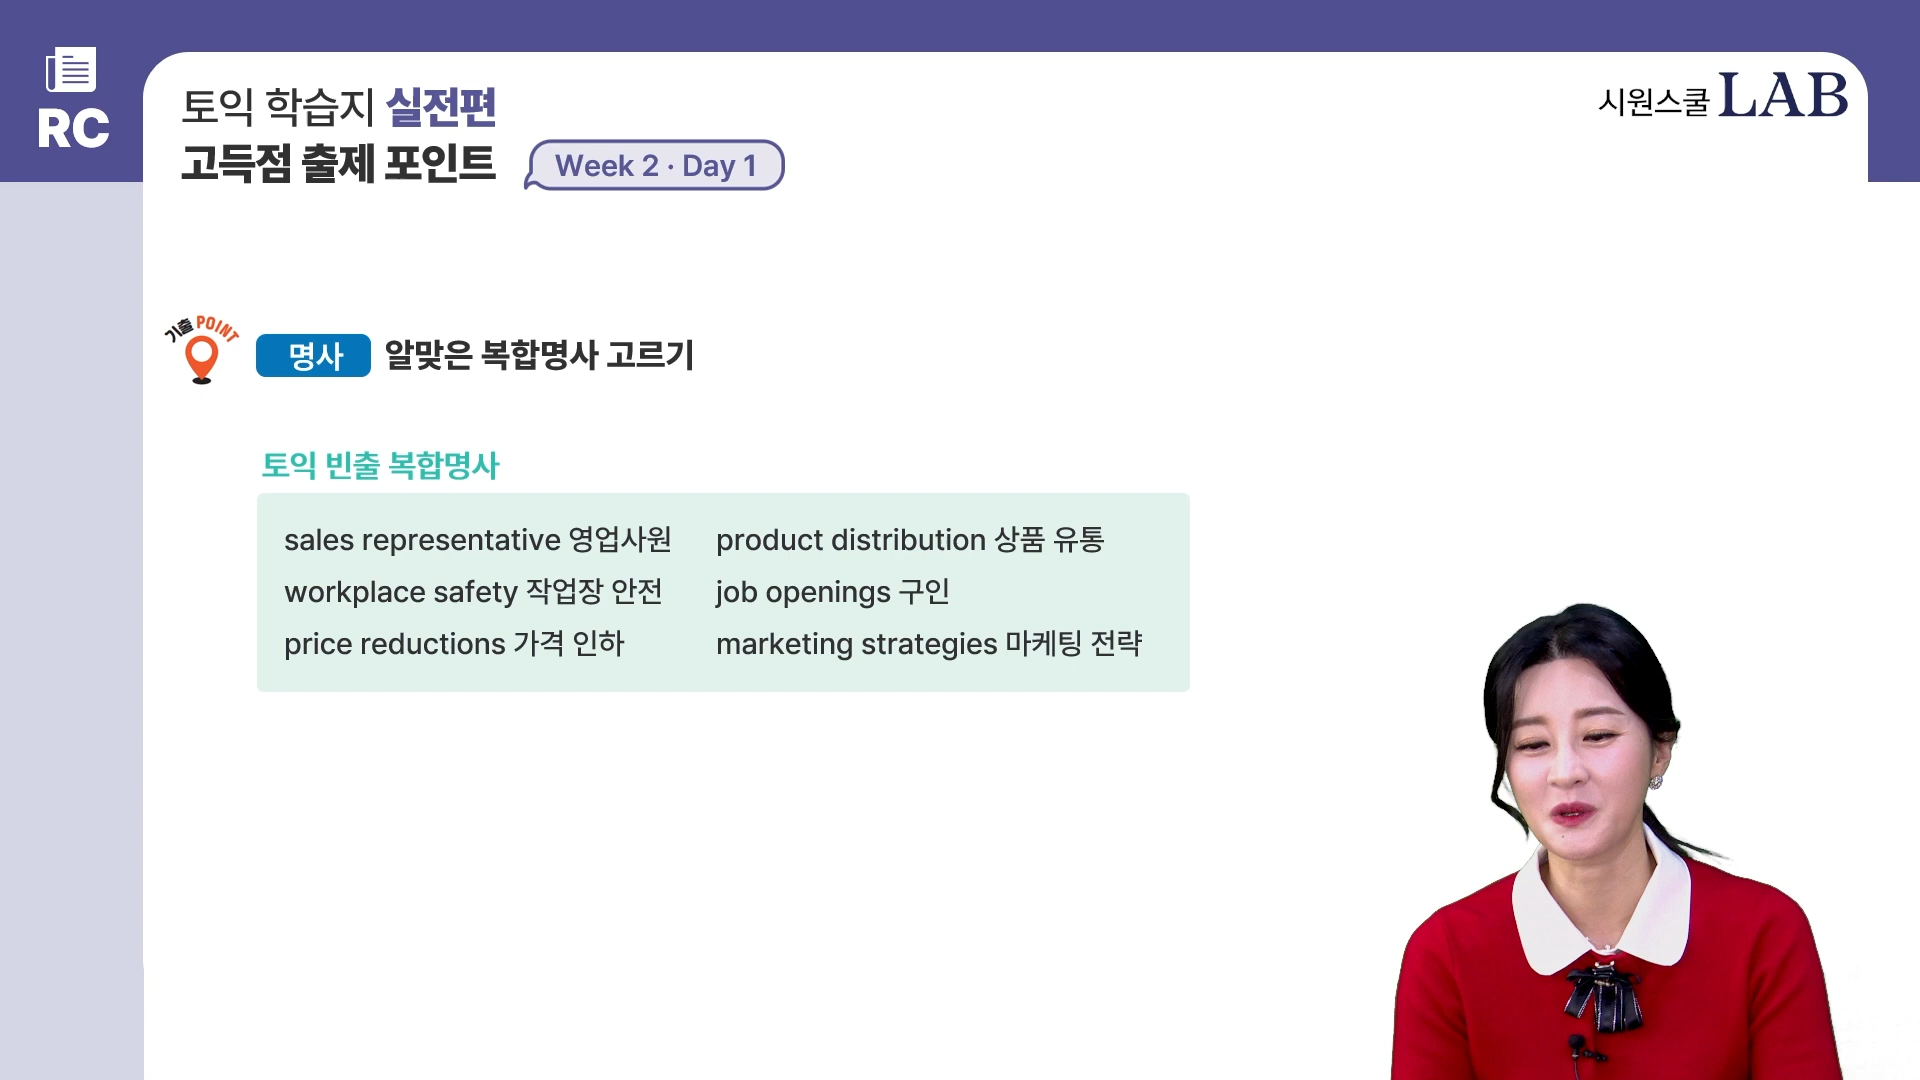 RC
토익 학습지 실전편
고득점 출제 포인트
Week 2 · Day 1
시원스쿨 LAB
기출 POINT
명사 알맞은 복합명사 고르기
토익 빈출 복합명사
sales representative 영업사원
product distribution 상품 유통
workplace safety 작업장 안전
job openings 구인
price reductions 가격 인하
marketing strategies 마케팅 전략